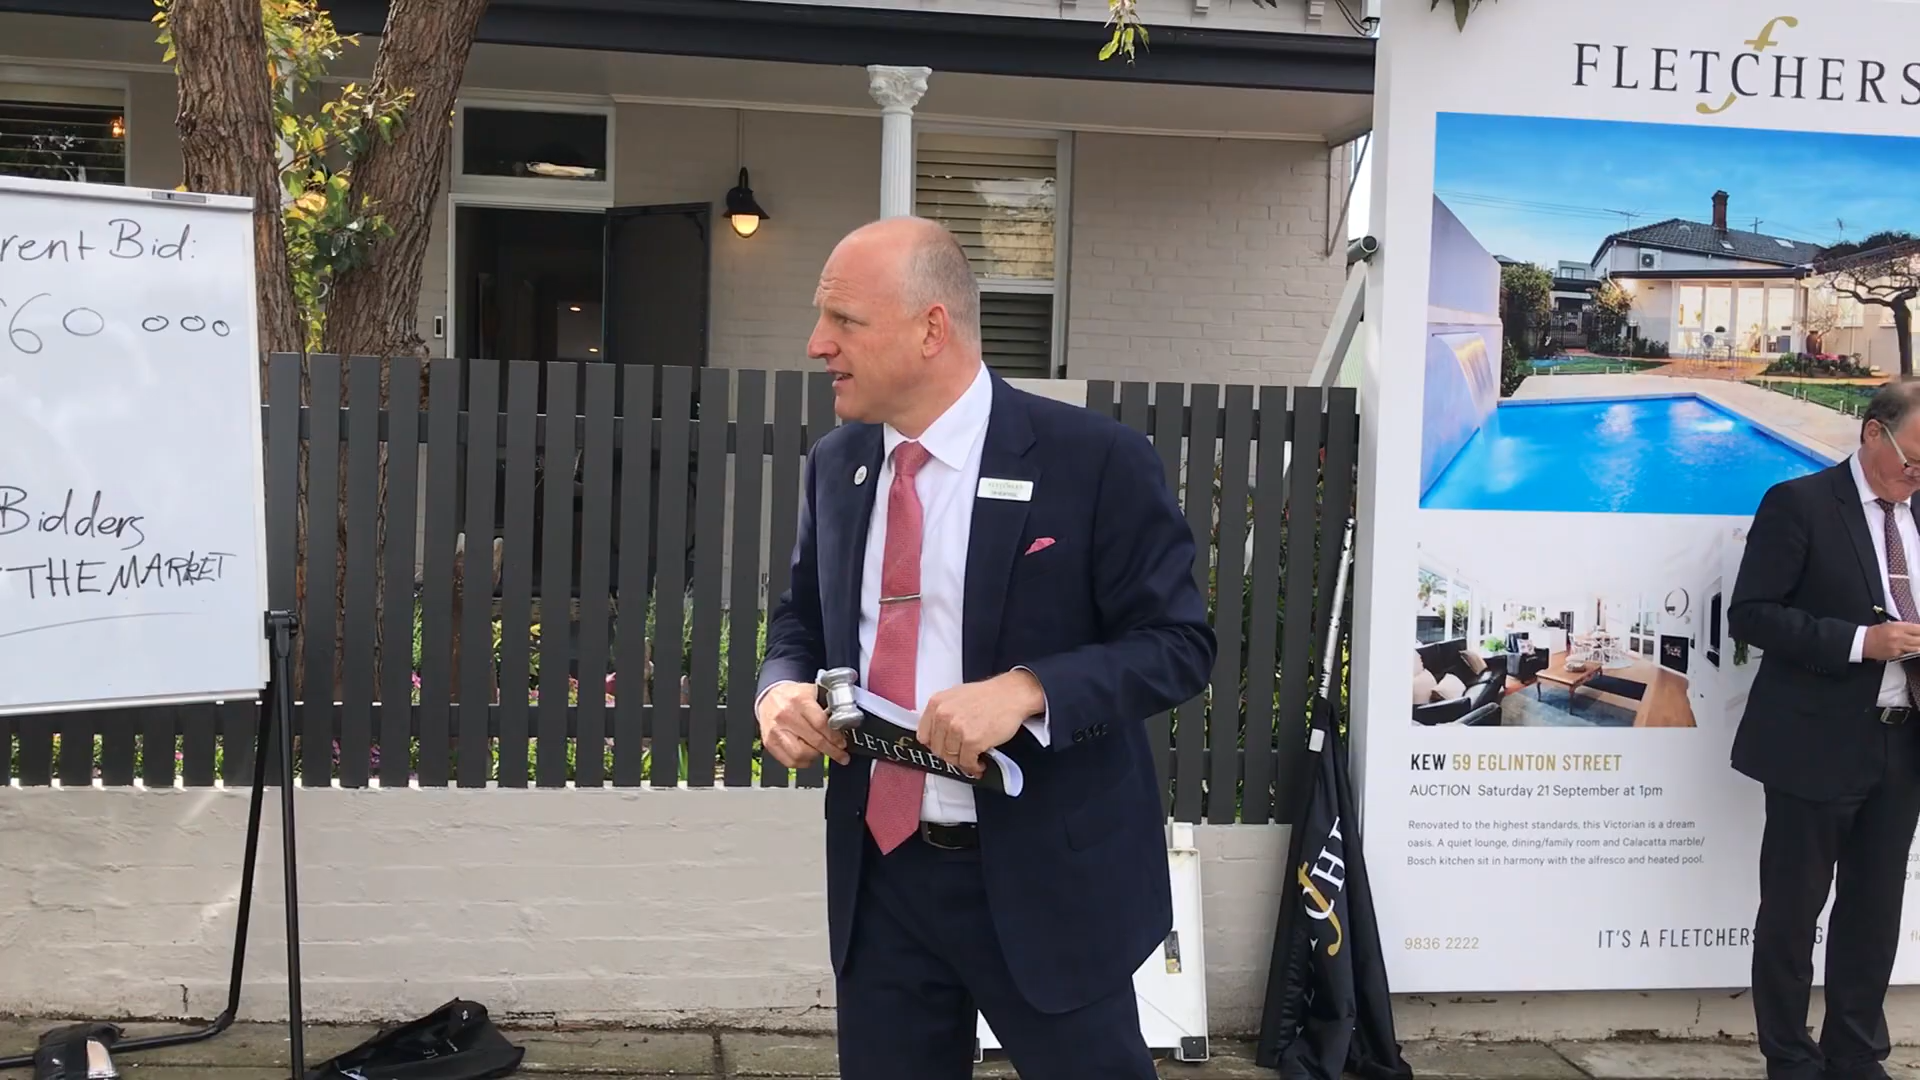 rent Bid:
60 000
Bidders
THE MARKET
FLETCHERS
FLETCHERS
KEW 59 EGLINTON STREET
AUCTION Saturday 21 September at 1pm
Renovated to the highest standards, this Victorian is a dream
oasis. A quiet lounge, dining/family room and Calacatta marble/
Bosch kitchen sit in harmony with the alfresco and heated pool.
9836 2222
IT'S A FLETCHERS